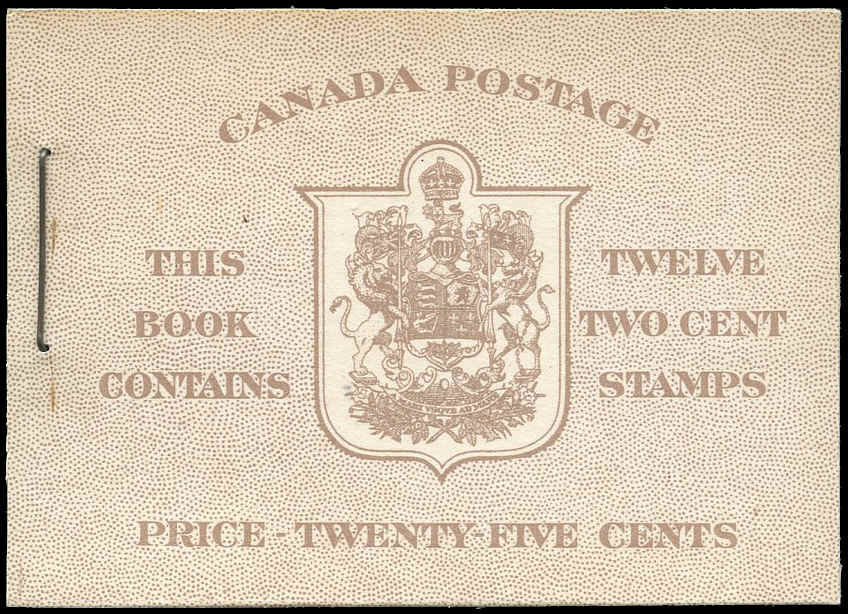 CANADA POSTAGE
THIS
BOOK
CONTAINS
TWELVE
TWO CENT
STAMPS
PRICE - TWENTY-FIVE CENTS